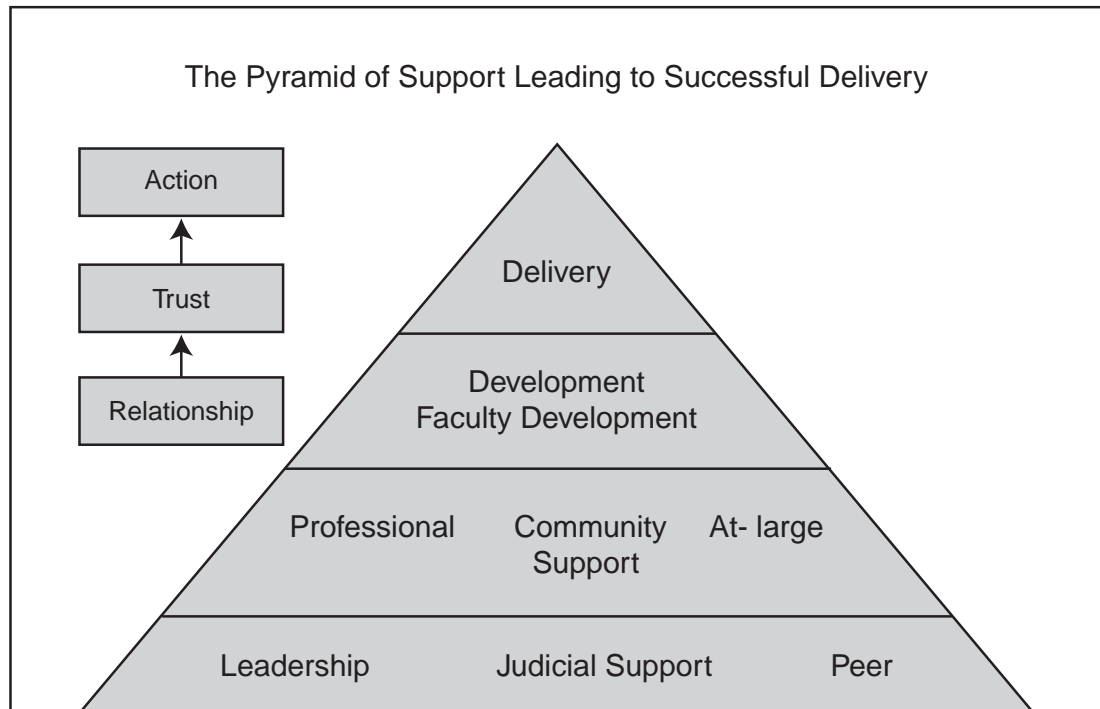 The Pyramid of Support Leading to Successful Delivery
Action
Trust
Relationship
Delivery
Development
Faculty Development
Professional Community At- large
Support
Leadership Judicial Support Peer